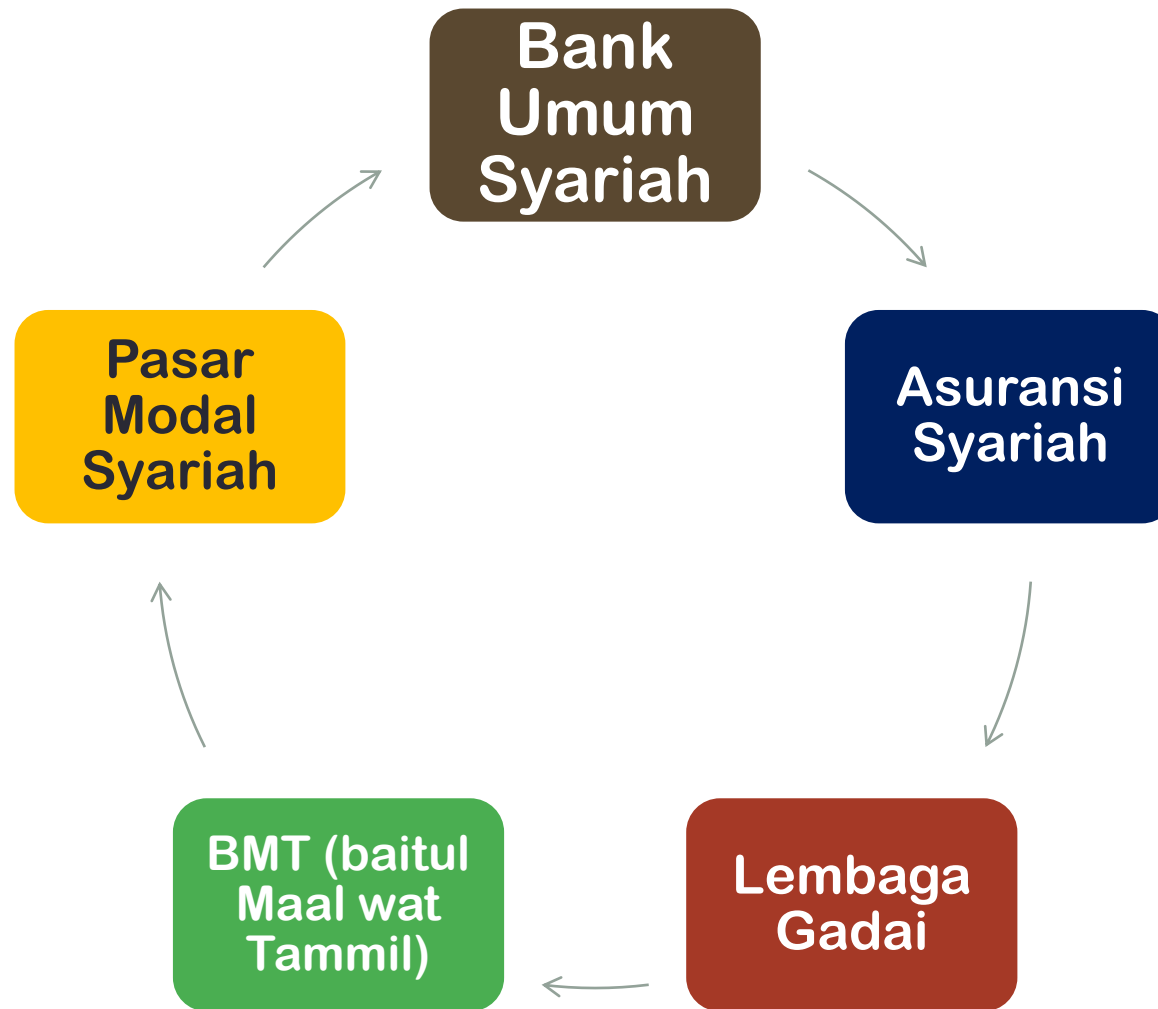 Bank
Umum
Syariah
Asuransi
Syariah
Lembaga
Gadai
BMT (baitul
Maal wat
Tammil)
Pasar
Modal
Syariah